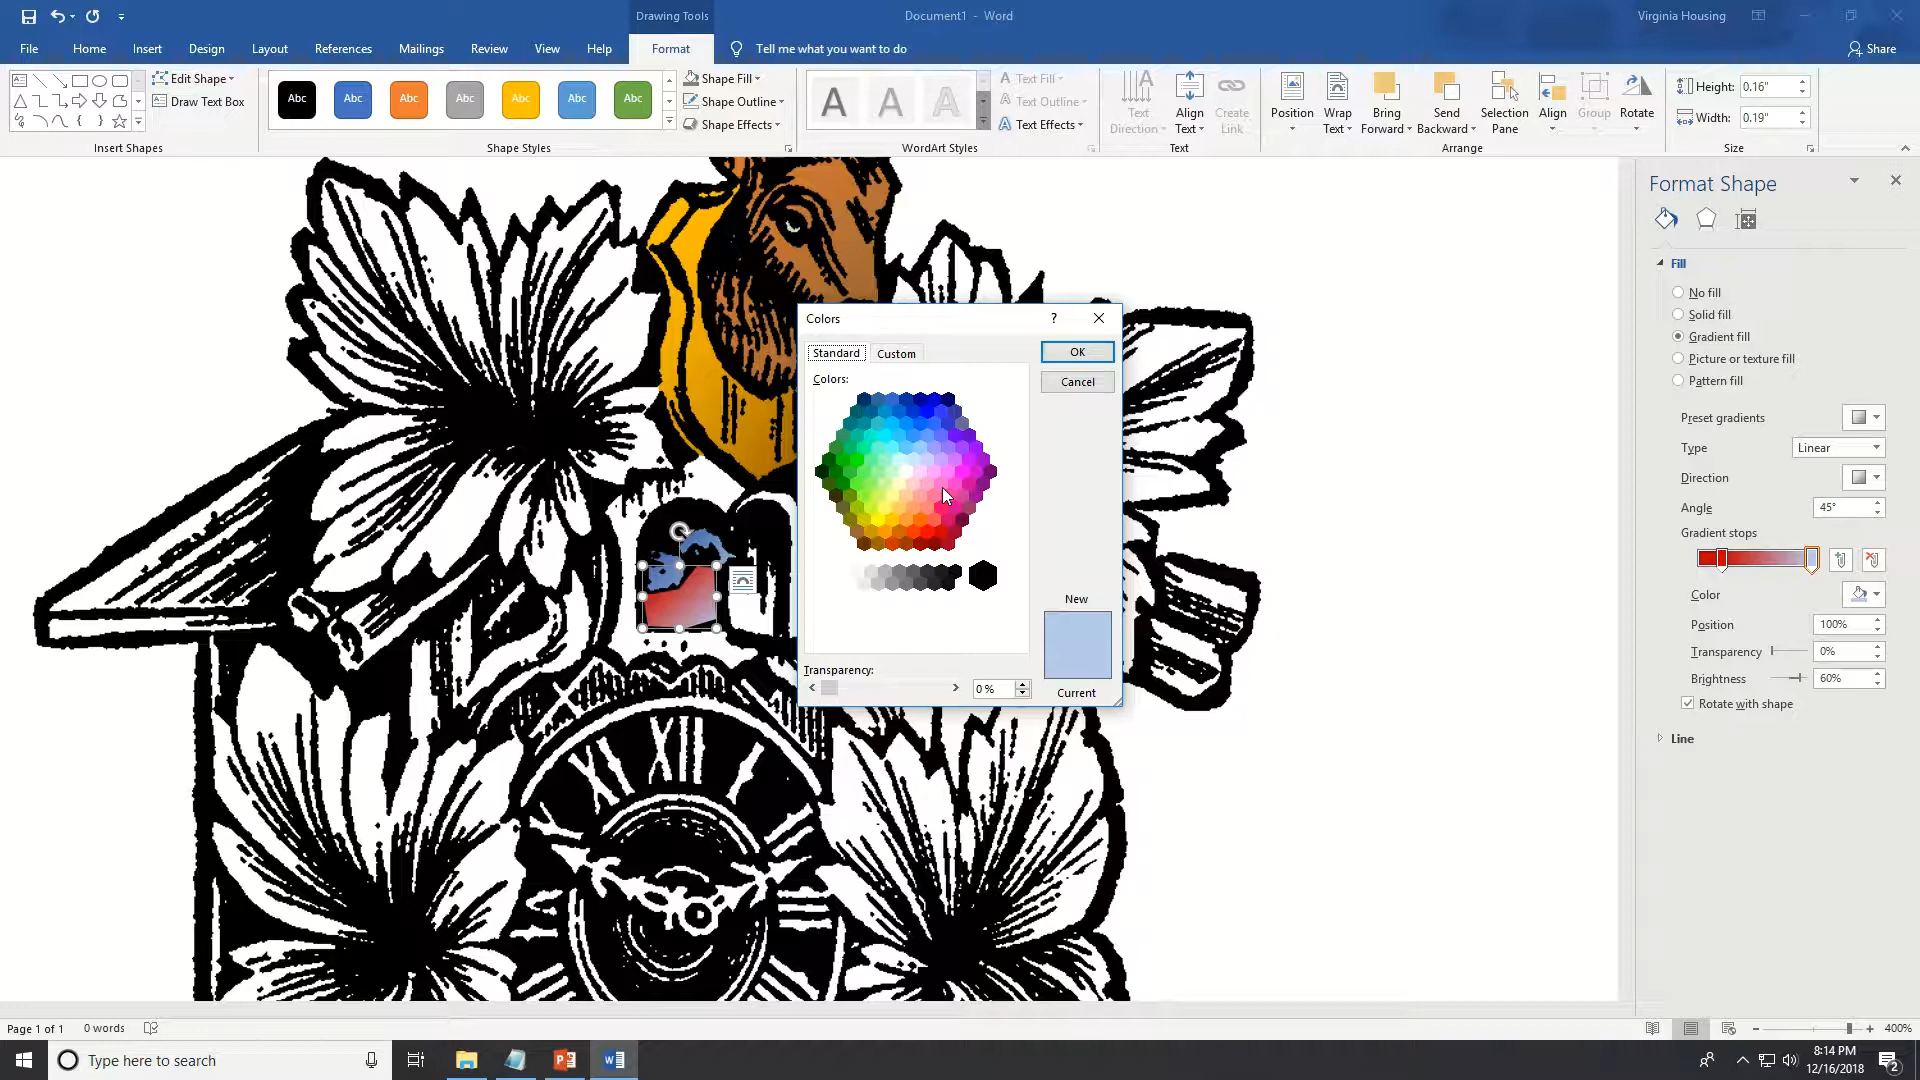 Drawing Tools
Document1 - Word
Virginia Housing
File Home Insert Design Layout References Mailings Review View Help Format Tell me what you want to do Share
Edit Shape
Draw Text Box
Insert Shapes
Abc Abc Abc Abc Abc Abc Abc
Shape Fill
Shape Outline
Shape Effects
Shape Styles
A A A
A Text Fill
A Text Outline
A Text Effects
WordArt Styles
Text Direction
Align Text
Create Link
Text
Position
Wrap Text
Bring Forward
Send Backward
Selection Pane
Align
Group
Rotate
Arrange
Height: 0.16"
Width: 0.19"
Size
Format Shape
Fill
No fill
Solid fill
Gradient fill
Picture or texture fill
Pattern fill
Preset gradients
Type Linear
Direction
Angle 45°
Gradient stops
Color
Position 100%
Transparency 0%
Brightness 60%
Rotate with shape
Line
Colors ?
Standard Custom
OK
Cancel
Colors:
New
Transparency:
0 %
Current
XII
Page 1 of 1 0 words
400%
Type here to search
8:14 PM
12/16/2018
2